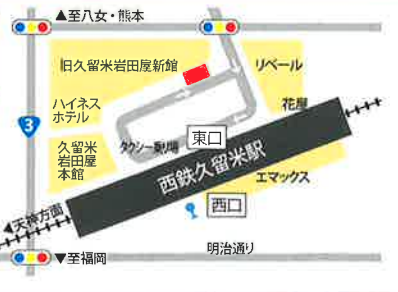 ▲至八女・熊本
旧久留米岩田屋新館
リベール
ハイネス
ホテル
花屋
3
久留米
岩田屋
本館
タクシー乗り場
東口
西鉄久留米駅
エマックス
西口
◀天神方面
明治通り
▼至福岡